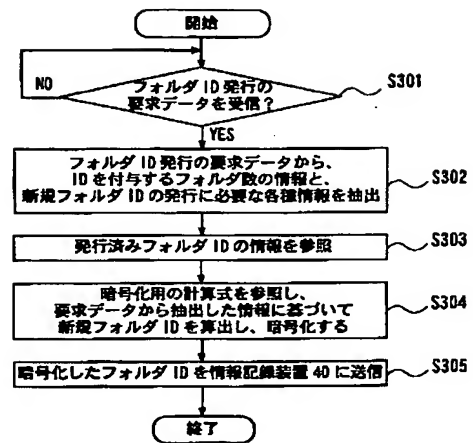 開始
フォルダID発行の
要求データを受信？
S301
NO
YES
フォルダID発行の要求データから、
IDを付与するフォルダ数の情報と、
新規フォルダIDの発行に必要な各種情報を抽出
S302
発行済みフォルダIDの情報を参照
S303
暗号化用の計算式を参照し、
要求データから抽出した情報に基づいて
新規フォルダIDを算出し、暗号化する
S304
暗号化したフォルダIDを情報記録装置40に送信
S305
終了